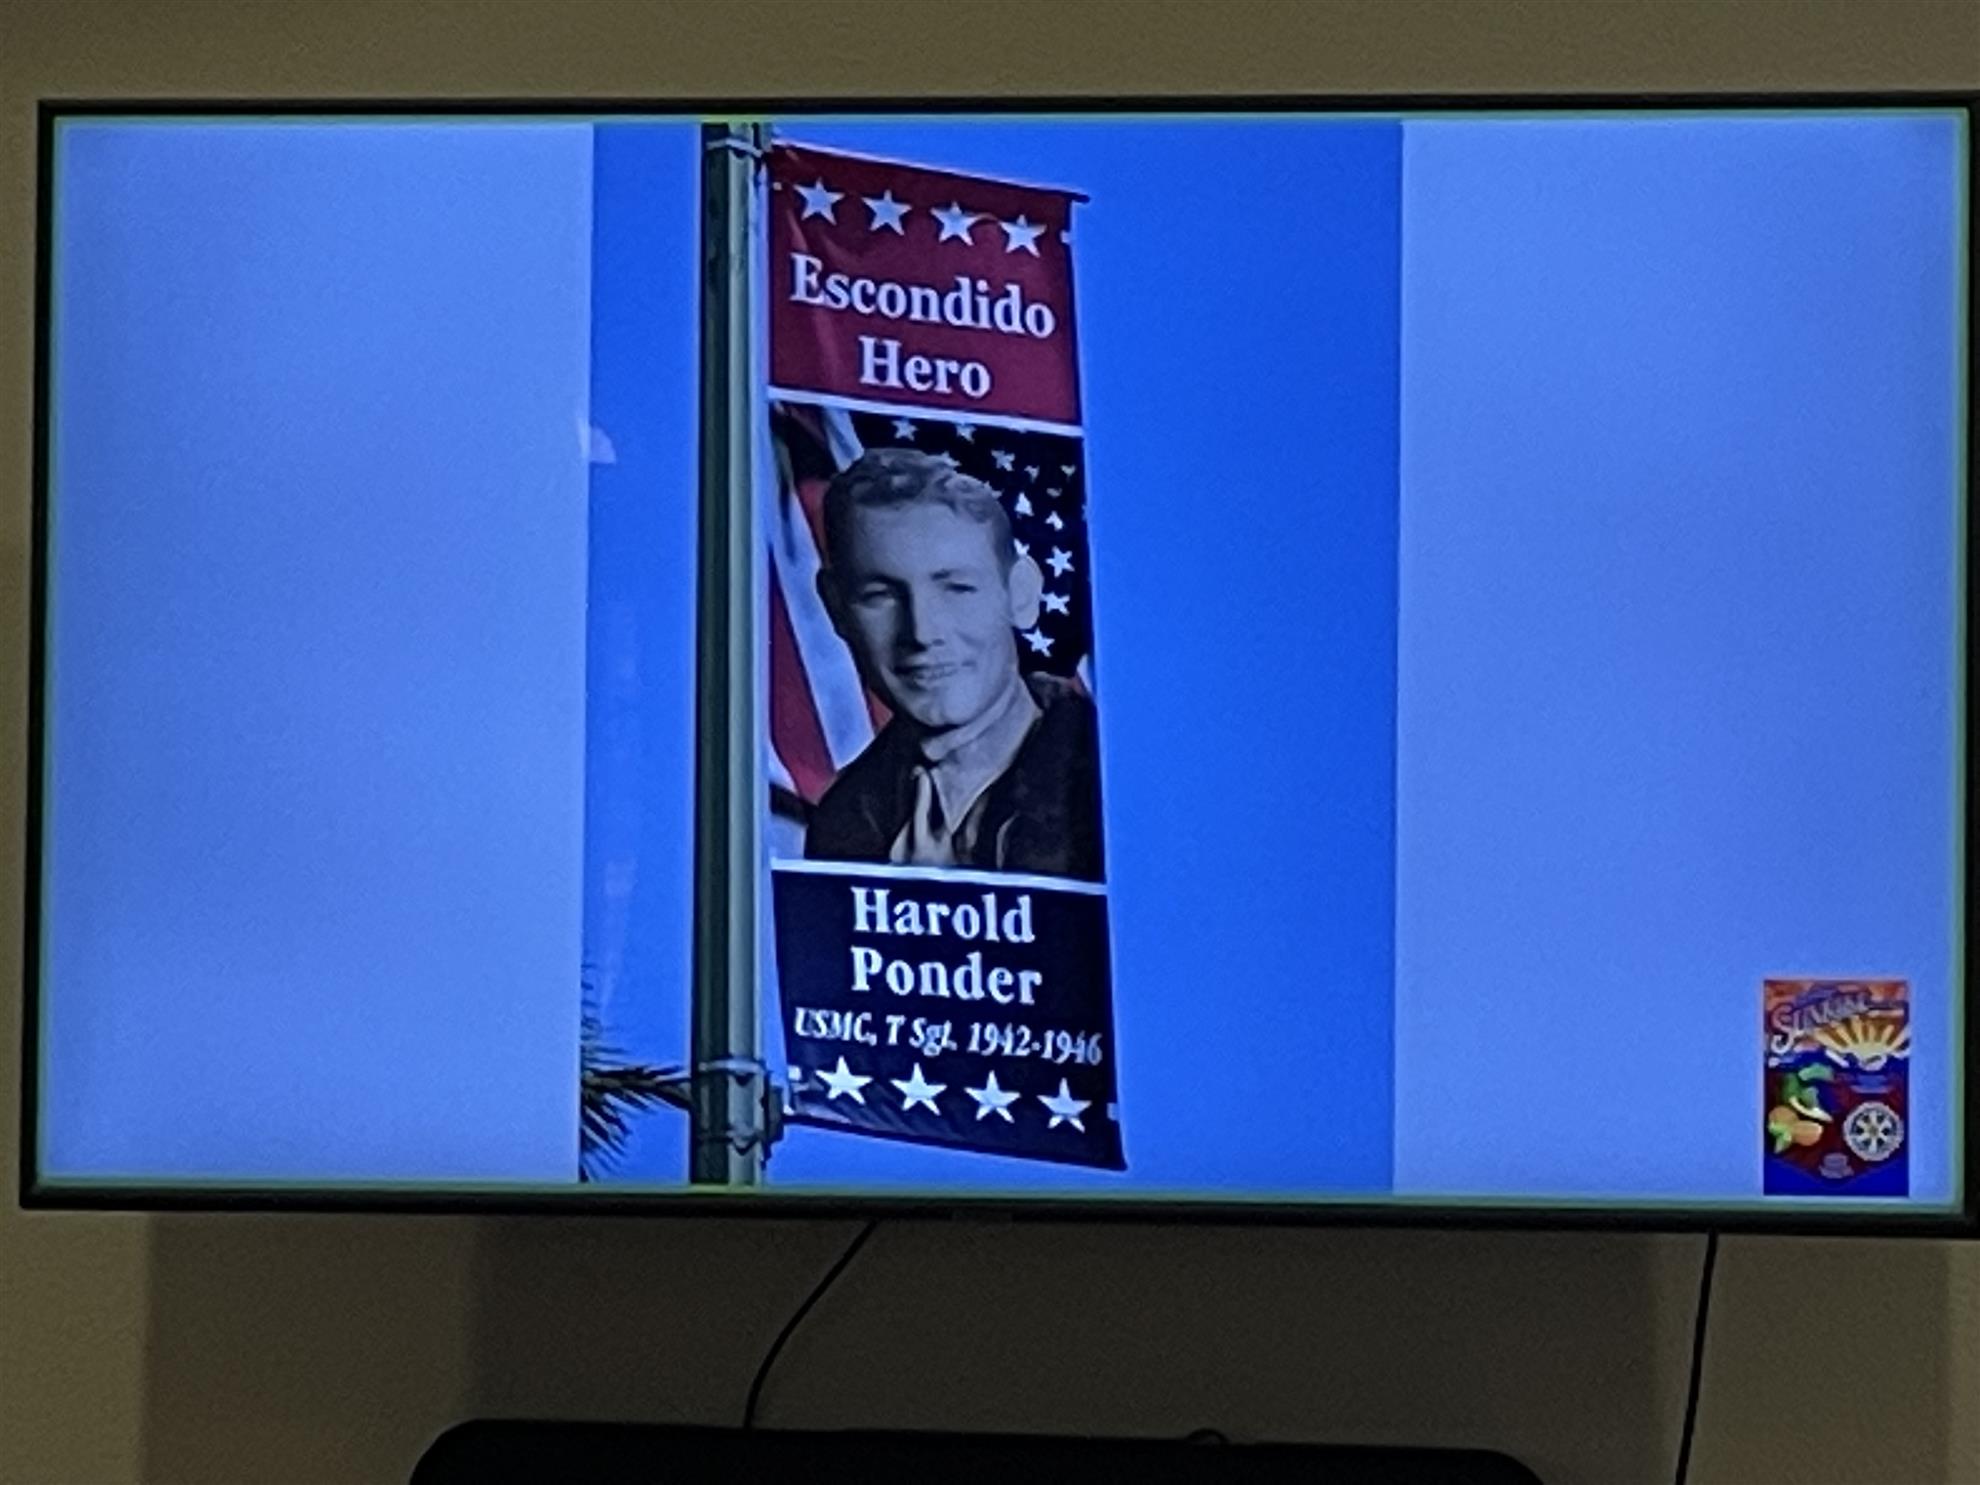 Escondido
Hero
Harold
Ponder
USMC, T Sgt. 1942-1946